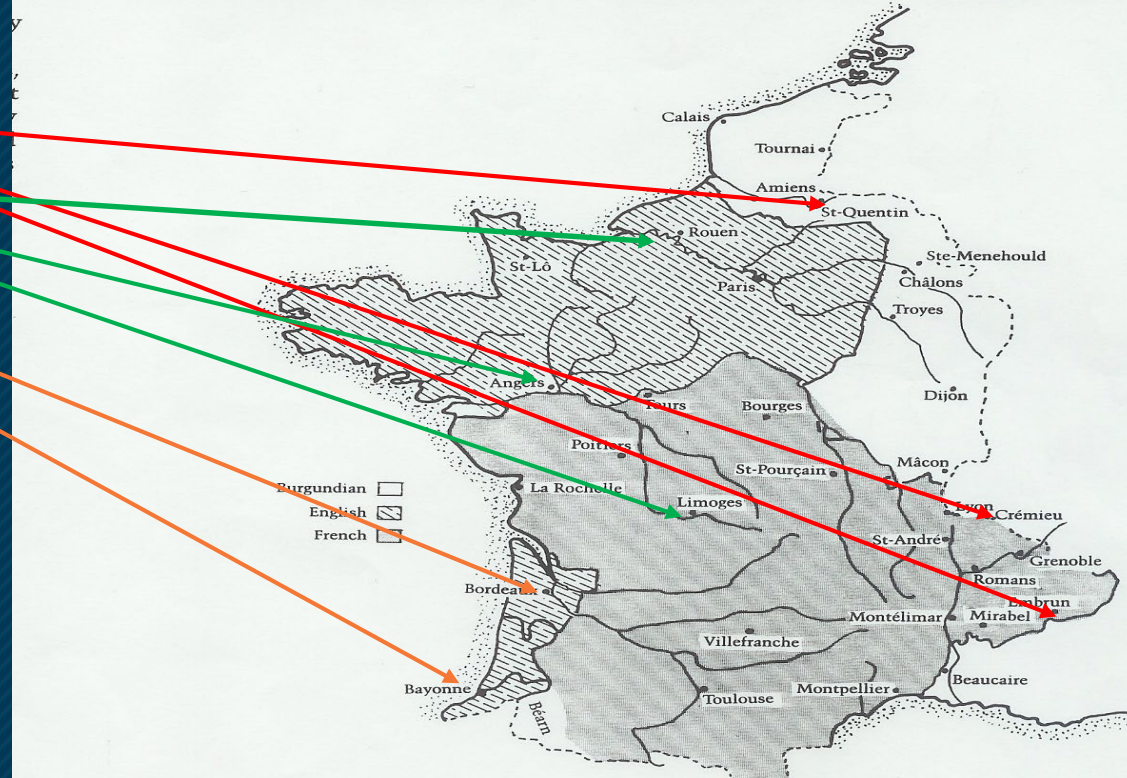 y
,
t
Calais
Tournai
Amiens
St-Quentin
Rouen
St-Lô
Ste-Menehould
Paris
Châlons
Troyes
Angers
Tours
Bourges
Dijon
Poitiers
St-Pourçain
Mâcon
La Rochelle
Limoges
Lyon
Crémieu
Burgundian
English
French
St-André
Grenoble
Romans
Bordeaux
Embrun
Montélimar
Mirabel
Villefranche
Bayonne
Toulouse
Montpellier
Beaucaire
Béarn